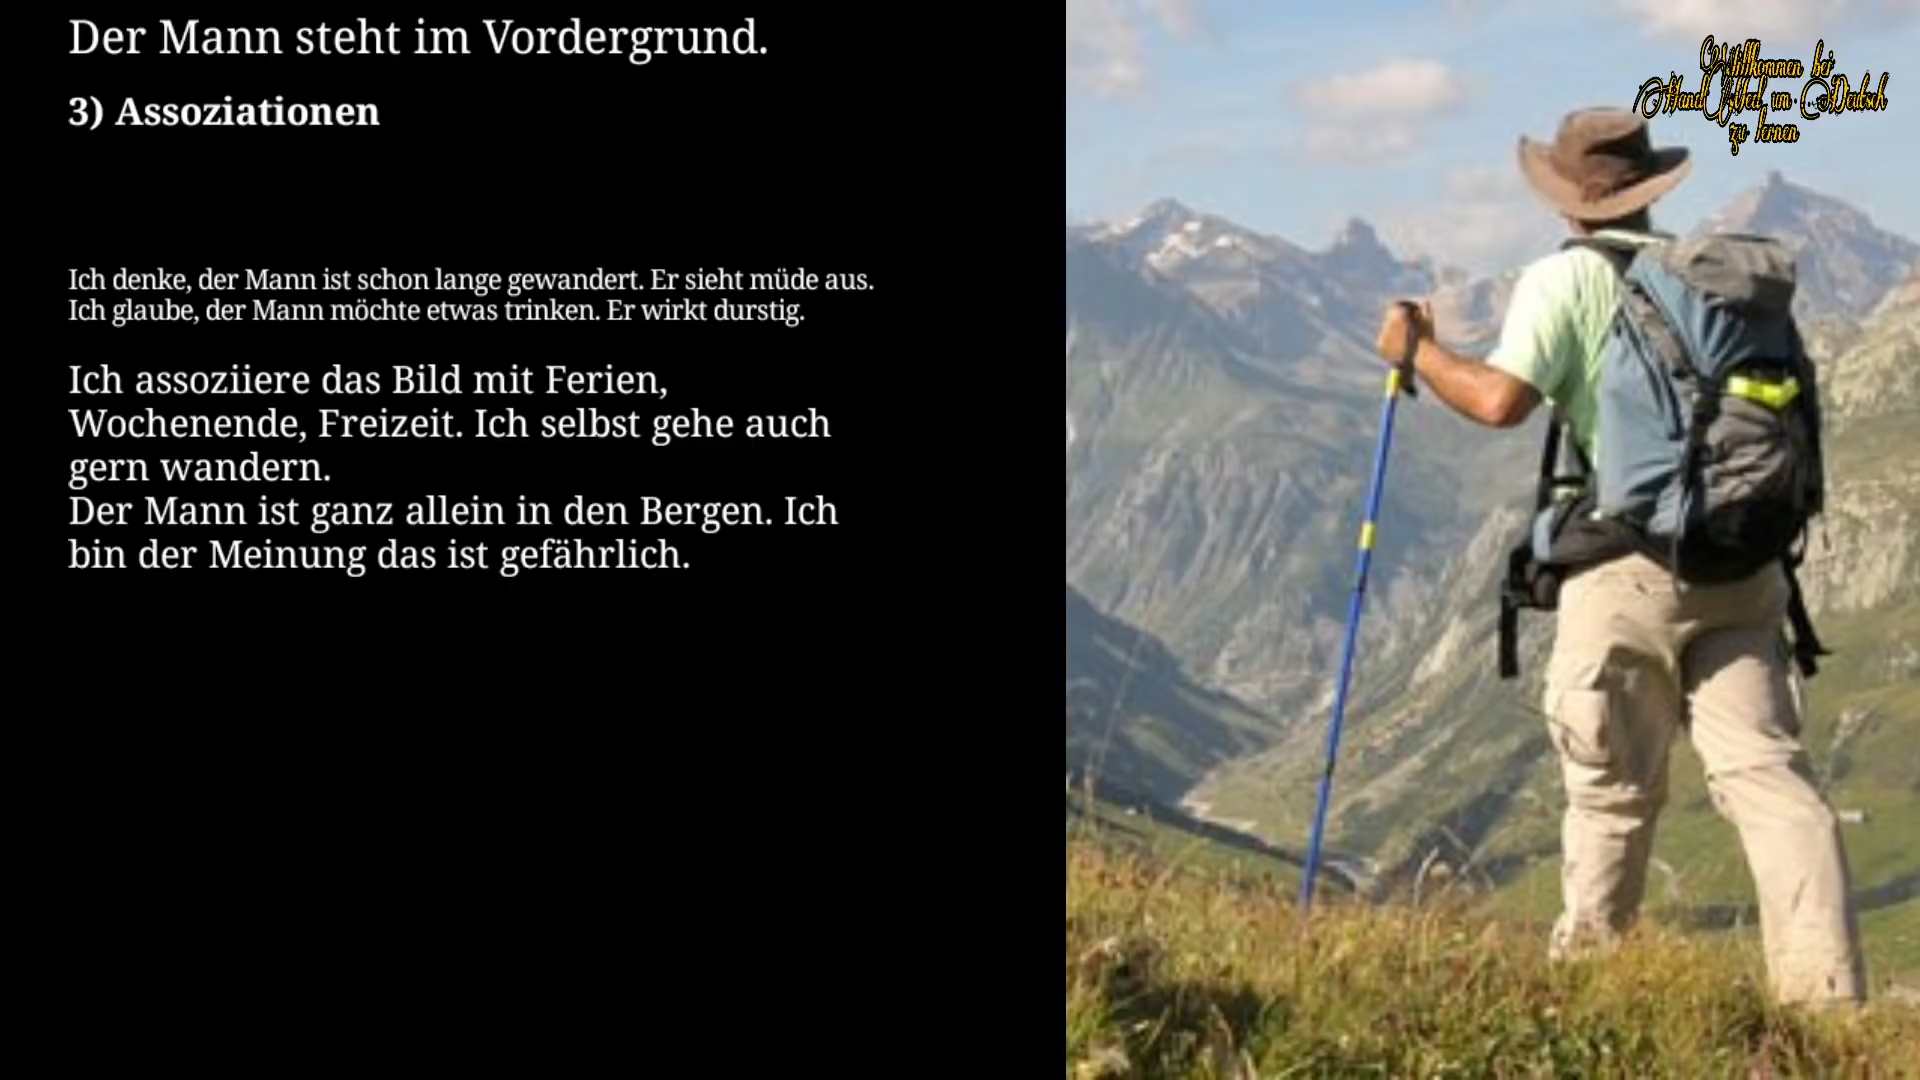 Der Mann steht im Vordergrund.
3) Assoziationen
Ich denke, der Mann ist schon lange gewandert. Er sieht müde aus.
Ich glaube, der Mann möchte etwas trinken. Er wirkt durstig.
Ich assoziiere das Bild mit Ferien,
Wochenende, Freizeit. Ich selbst gehe auch
gern wandern.
Der Mann ist ganz allein in den Bergen. Ich
bin der Meinung das ist gefährlich.
Willkommen bei
um Deutsch
zu lernen